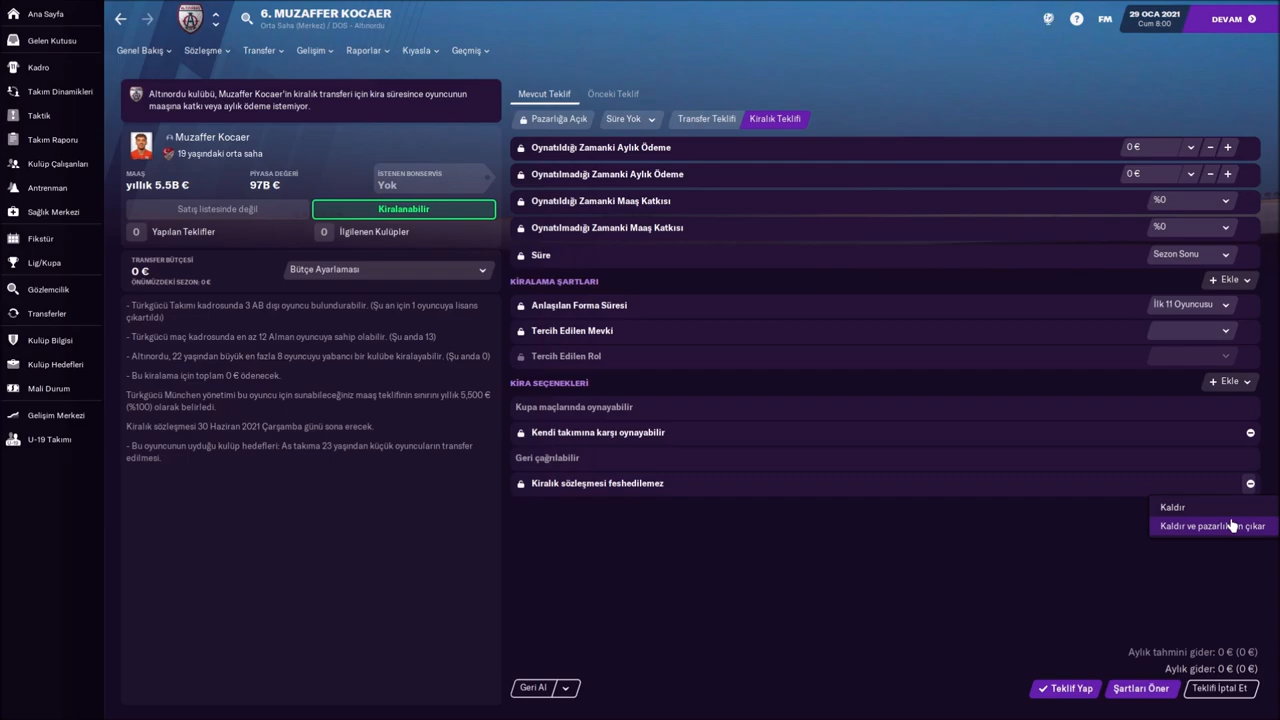 Ana Sayfa
Gelen Kutusu
Kadro
Takım Dinamikleri
Taktik
Takım Raporu
Kulüp Çalışanları
Antrenman
Sağlık Merkezi
Fikstür
Lig/Kupa
Gözlemcilik
Transferler
Kulüp Bilgisi
Kulüp Hedefleri
Mali Durum
Gelişim Merkezi
U-19 Takımı
6. MUZAFFER KOCAER
Orta Saha (Merkez) / DOS - Altınordu
FM
29 OCA 2021
Cum 8:00
DEVAM
Genel Bakış
Sözleşme
Transfer
Gelişim
Raporlar
Kıyasla
Geçmiş
Altınordu kulübü, Muzaffer Kocaer'in kiralık transferi için kira süresince oyuncunun
maaşına katkı veya aylık ödeme istemiyor.
Muzaffer Kocaer
19 yaşındaki orta saha
MAAŞ
yıllık 5.5B €
PİYASA DEĞERİ
97B €
İSTENEN BONSERVİS
Yok
Satış listesinde değil
Kiralanabilir
0 Yapılan Teklifler
0 İlgilenen Kulüpler
TRANSFER BÜTÇESİ
0 €
ÖNÜMÜZDEKİ SEZON: 0 €
Bütçe Ayarlaması
- Türkgücü Takımı kadrosunda 3 AB dışı oyuncu bulundurabilir. (Şu an için 1 oyuncuya lisans
çıkartıldı)
- Türkgücü maç kadrosunda en az 12 Alman oyuncuya sahip olabilir. (Şu anda 13)
- Altınordu, 22 yaşından büyük en fazla 8 oyuncuyu yabancı bir kulübe kiralayabilir. (Şu anda 0)
- Bu kiralama için toplam 0 € ödenecek.
Türkgücü München yönetimi bu oyuncu için sunabileceğiniz maaş teklifinin sınırını yıllık 5,500 €
(%100) olarak belirledi.
Kiralık sözleşmesi 30 Haziran 2021 Çarşamba günü sona erecek.
- Bu oyuncunun uyduğu kulüp hedefleri: As takıma 23 yaşından küçük oyuncuların transfer
edilmesi.
Mevcut Teklif
Önceki Teklif
Pazarlığa Açık
Süre Yok
Transfer Teklifi
Kiralık Teklifi
Oynatıldığı Zamanki Aylık Ödeme
0 €
Oynatılmadığı Zamanki Aylık Ödeme
0 €
Oynatıldığı Zamanki Maaş Katkısı
%0
Oynatılmadığı Zamanki Maaş Katkısı
%0
Süre
Sezon Sonu
KİRALAMA ŞARTLARI
+ Ekle
Anlaşılan Forma Süresi
İlk 11 Oyuncusu
Tercih Edilen Mevki
Tercih Edilen Rol
KİRA SEÇENEKLERİ
+ Ekle
Kupa maçlarında oynayabilir
Kendi takımına karşı oynayabilir
Geri çağrılabilir
Kiralık sözleşmesi feshedilemez
Kaldır
Kaldır ve çıkar
Aylık tahmini gider: 0 € (0 €)
Aylık gider: 0 € (0 €)
Geri Al
Teklif Yap
Şartları Öner
Teklifi İptal Et